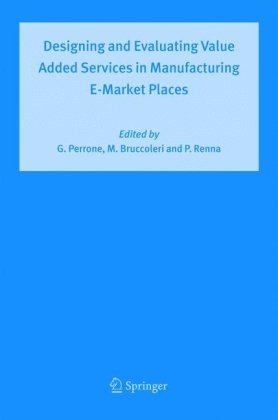 Designing and Evaluating Value
Added Services in Manufacturing
E-Market Places
Edited by
G. Perrone, M. Bruccoleri and P. Renna
Springer